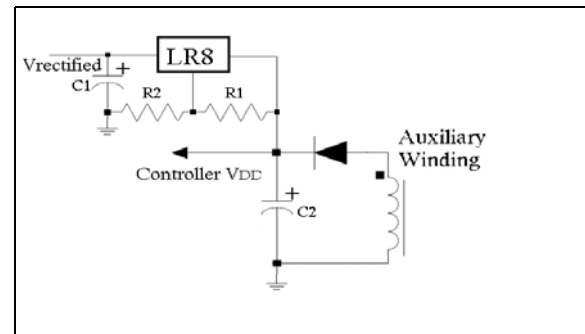 LR8
Vrectified
+
C1
R2
R1
Auxiliary
Winding
Controller VDD
+
C2